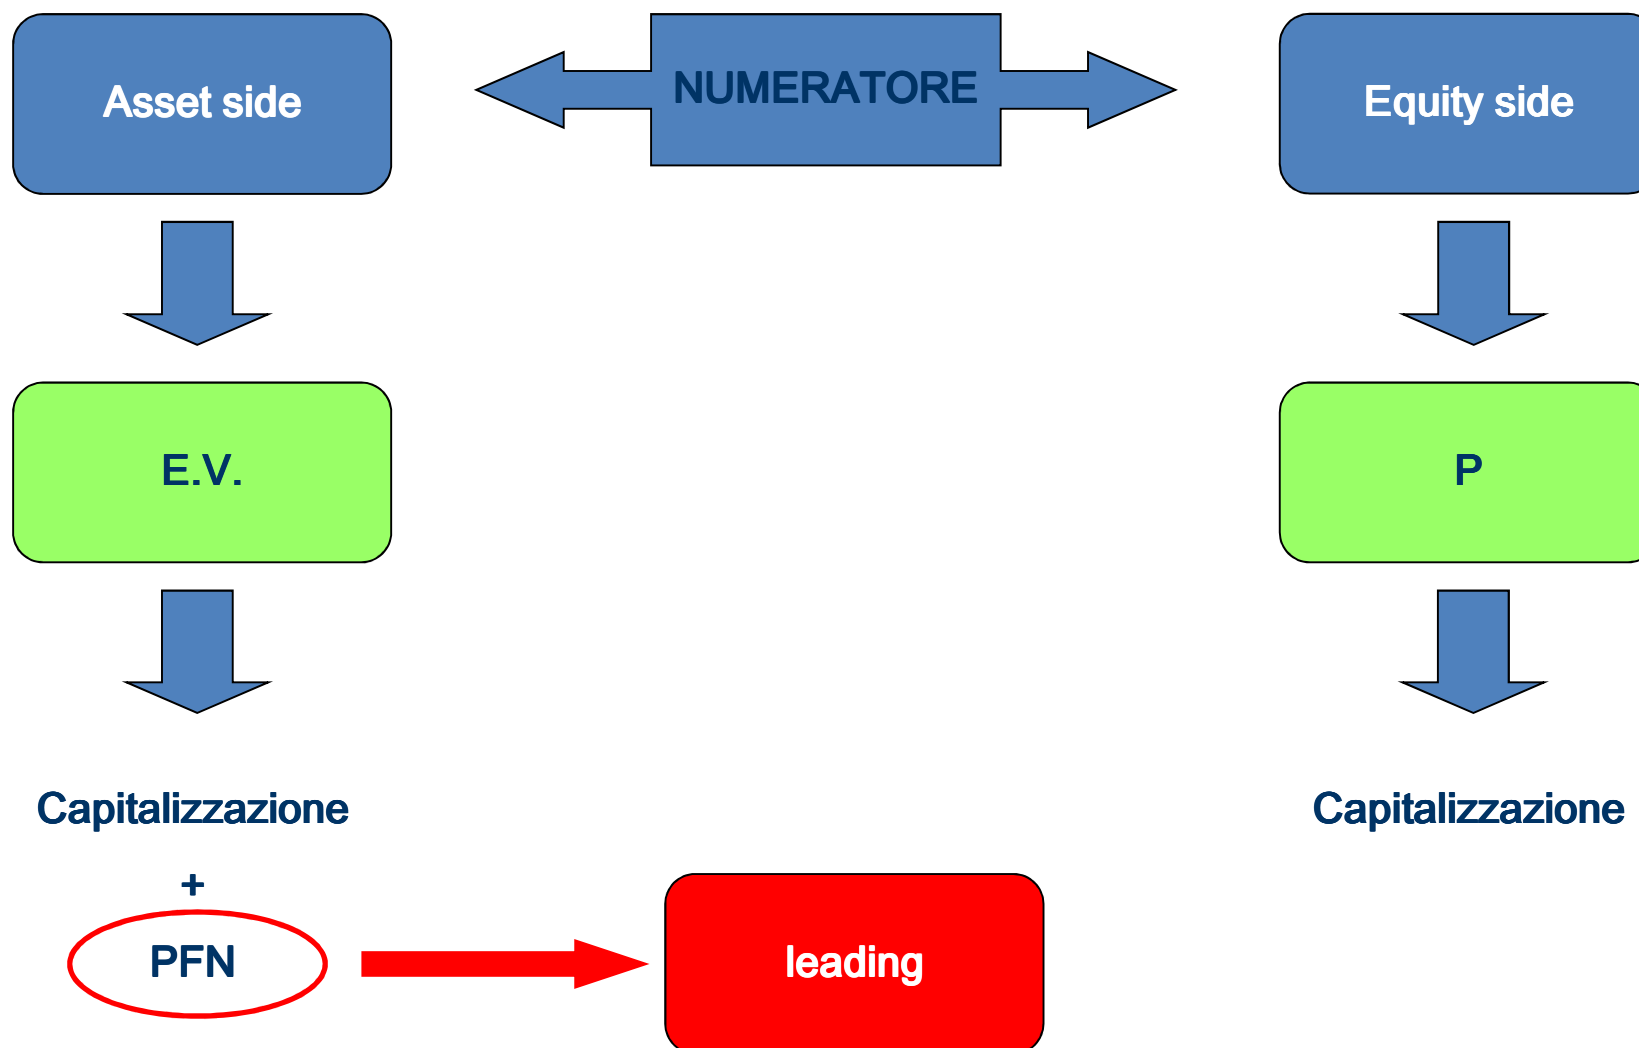 Asset side
NUMERATORE
Equity side
E.V.
P
Capitalizzazione
Capitalizzazione
+
PFN
leading